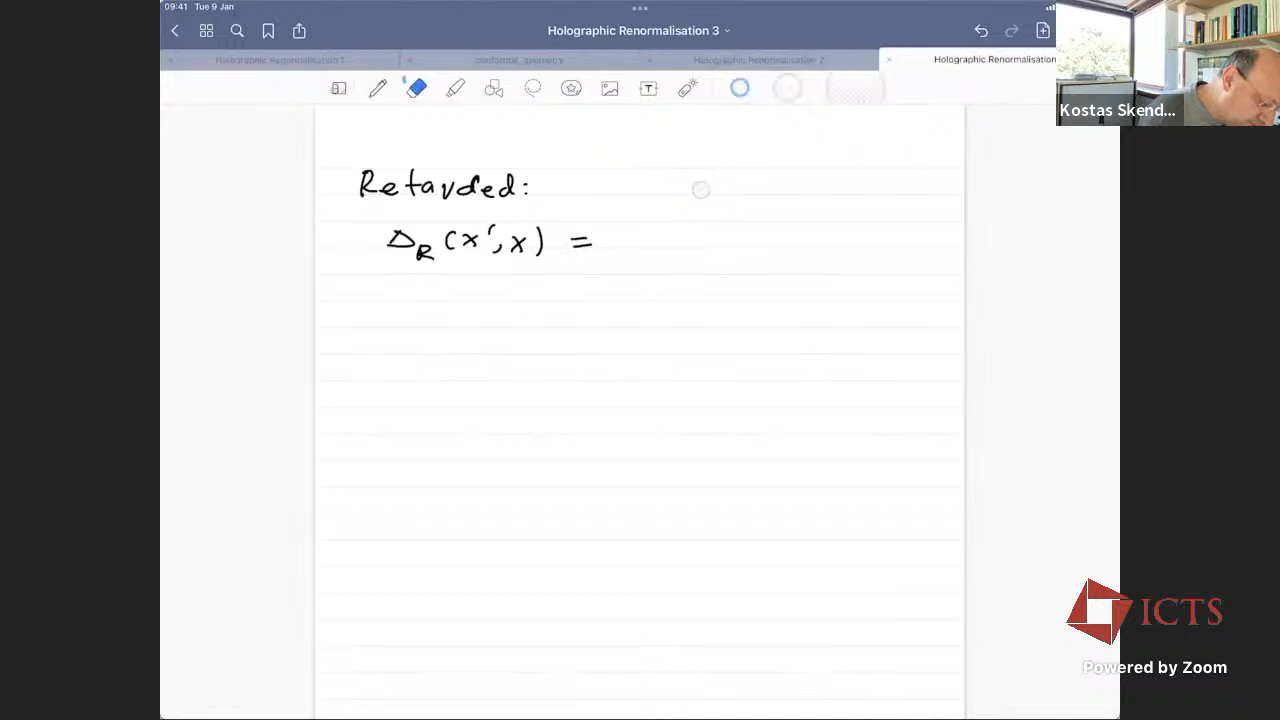 09:41 Tue 9 Jan
Holographic Renormalisation 3
Holographic Renormalisation 1
conformal_geometry
Holographic Renormalisation 2
Holographic Renormalisation
Kostas Skend...
Retarded:
Δ_R (x', x) =
ICTS
Powered by Zoom